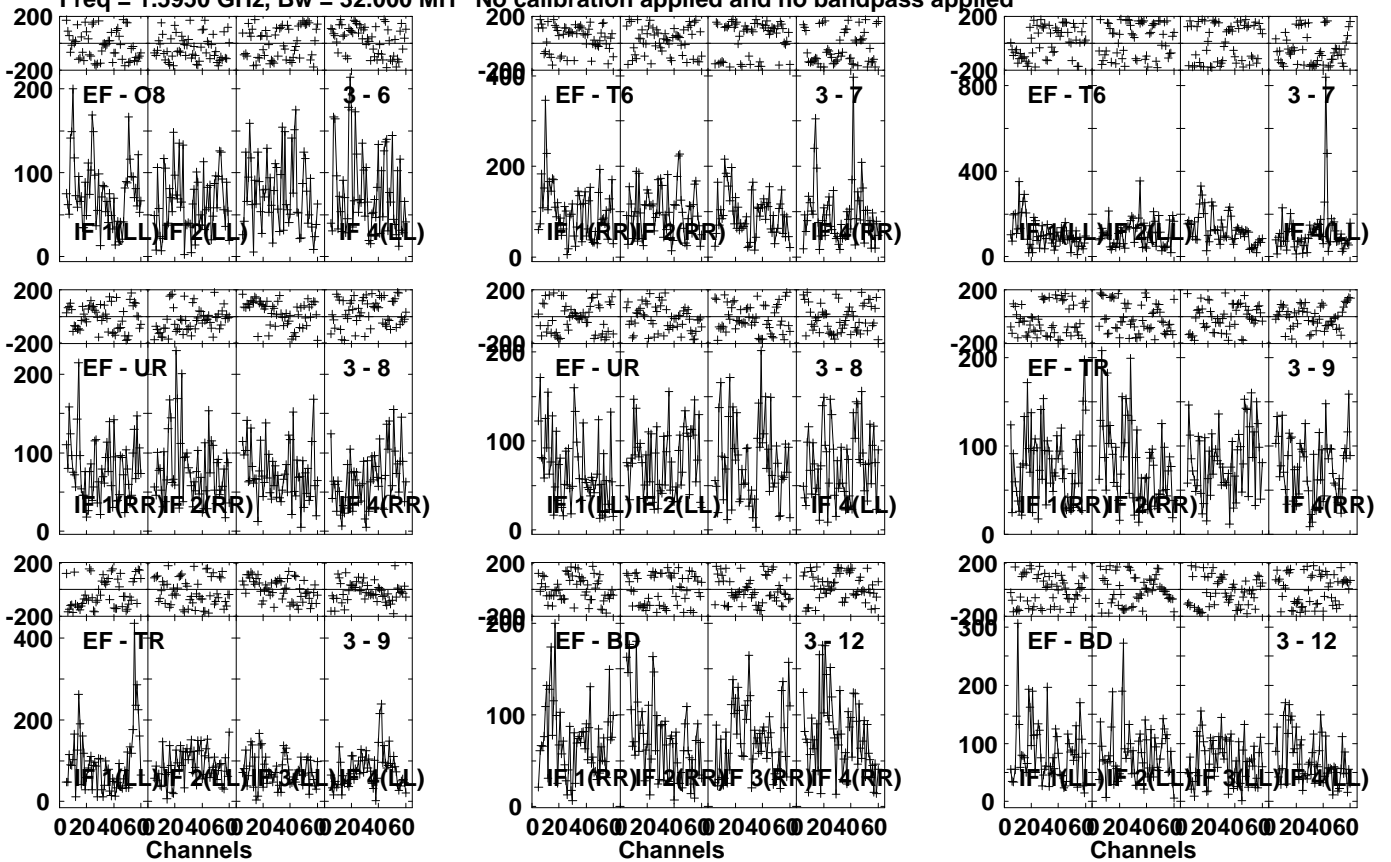 Freq = 1.5950 GHz, Bw = 32.000 MH No calibration applied and no bandpass applied
200
-200
200
100
0
EF - O8
3 - 6
IF 1(LL)
IF 2(LL)
IF 4(LL)
-200
400
200
0
EF - T6
3 - 7
IF 1(RR)
IF 2(RR)
IF 4(RR)
200
-200
800
400
0
EF - T6
3 - 7
IF 1(LL)
IF 2(LL)
IF 4(LL)
200
-200
200
100
0
EF - UR
3 - 8
IF 1(RR)
IF 2(RR)
IF 4(RR)
200
-200
200
100
0
EF - UR
3 - 8
IF 1(LL)
IF 2(LL)
IF 4(LL)
200
-200
200
100
0
EF - TR
3 - 9
IF 1(RR)
IF 2(RR)
IF 4(RR)
200
-200
400
200
0
EF - TR
3 - 9
IF 1(LL)
IF 2(LL)
IF 3(LL)
IF 4(LL)
0 20 40 60 0 20 40 60 0 20 40 60 0 20 40 60
Channels
200
-200
200
100
0
EF - BD
3 - 12
IF 1(RR)
IF 2(RR)
IF 3(RR)
IF 4(RR)
0 20 40 60 0 20 40 60 0 20 40 60 0 20 40 60
Channels
200
-200
300
200
100
0
EF - BD
3 - 12
IF 1(LL)
IF 2(LL)
IF 3(LL)
IF 4(LL)
0 20 40 60 0 20 40 60 0 20 40 60 0 20 40 60
Channels